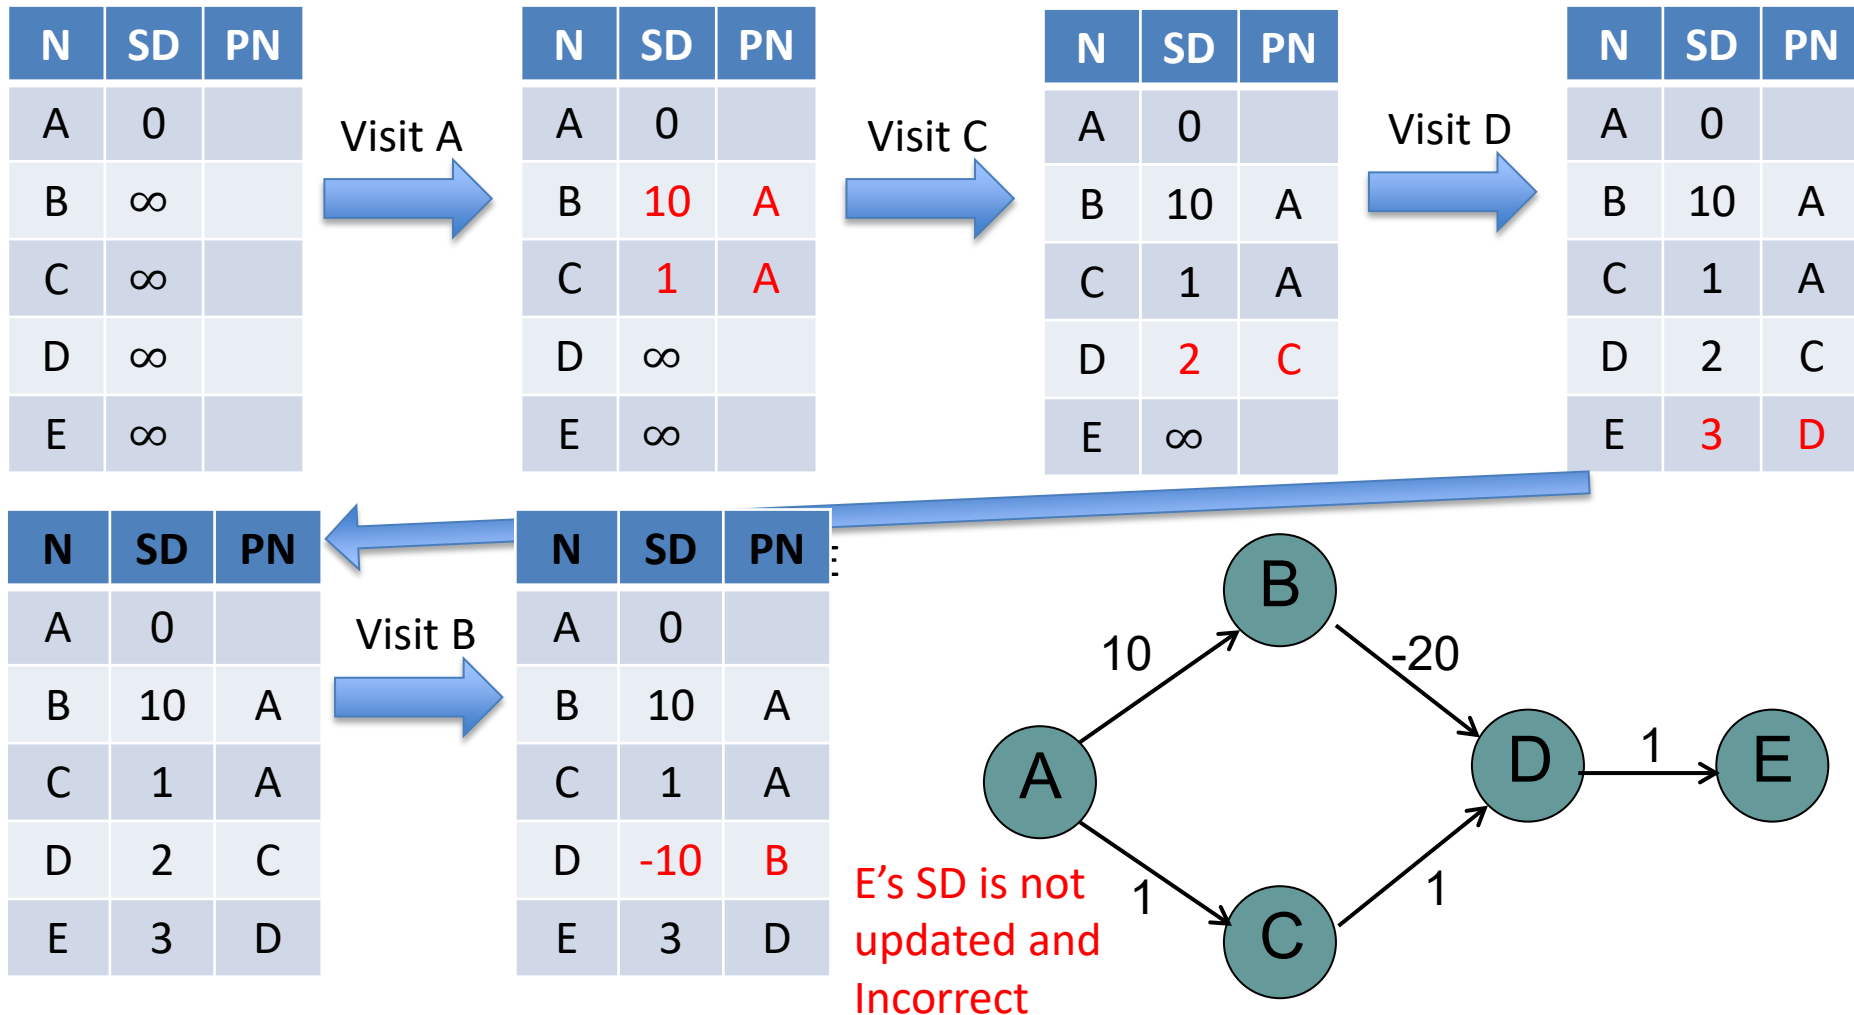 N SD PN
A 0
B ∞
C ∞
D ∞
E ∞
Visit A
N SD PN
A 0
B 10 A
C 1 A
D ∞
E ∞
Visit C
N SD PN
A 0
B 10 A
C 1 A
D 2 C
E ∞
Visit D
N SD PN
A 0
B 10 A
C 1 A
D 2 C
E 3 D
N SD PN
A 0
B 10 A
C 1 A
D 2 C
E 3 D
Visit B
N SD PN
A 0
B 10 A
C 1 A
D -10 B
E 3 D
E's SD is not
updated and
Incorrect
B
10
-20
A
D
1
E
1
1
C